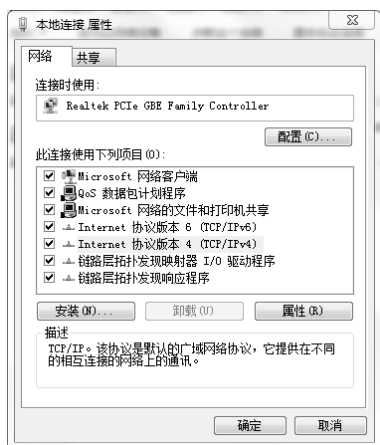 本地连接 属性
网络
共享
连接时使用:
Realtek PCIe GBE Family Controller
配置(C)...
此连接使用下列项目(O):
Microsoft 网络客户端
QoS 数据包计划程序
Microsoft 网络的文件和打印机共享
Internet 协议版本 6 (TCP/IPv6)
Internet 协议版本 4 (TCP/IPv4)
链路层拓扑发现映射器 I/O 驱动程序
链路层拓扑发现响应程序
安装(N)...
卸载(U)
属性(R)
描述
TCP/IP。该协议是默认的广域网络协议，它提供在不同
的相互连接的网络上的通讯。
确定
取消